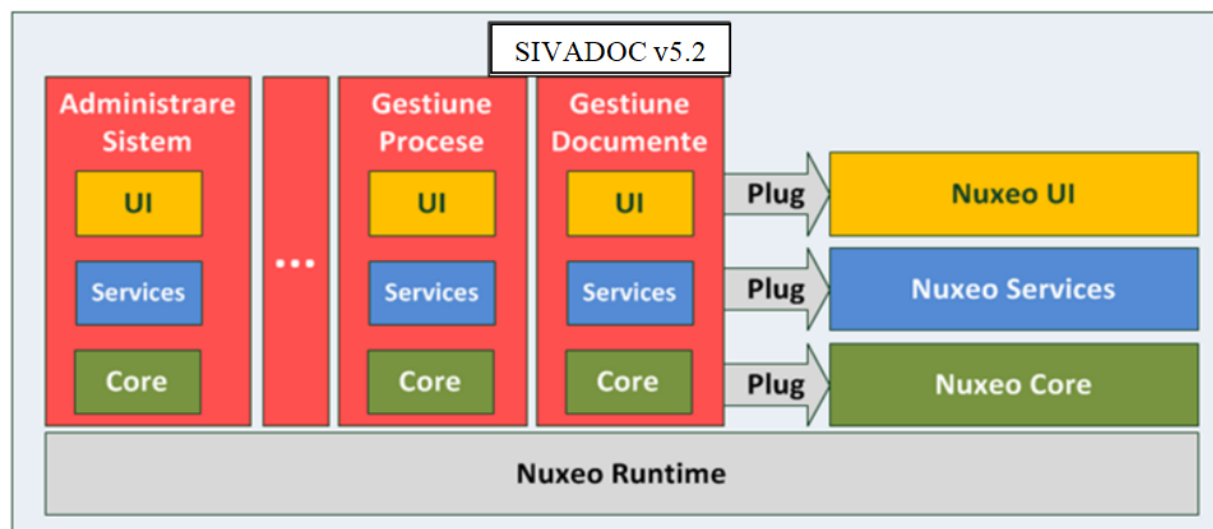 SIVADOC v5.2
Administrare
Sistem
UI
Services
Core
...
Gestiune
Procese
UI
Services
Core
Gestiune
Documente
UI
Services
Core
Plug
Plug
Plug
Nuxeo UI
Nuxeo Services
Nuxeo Core
Nuxeo Runtime